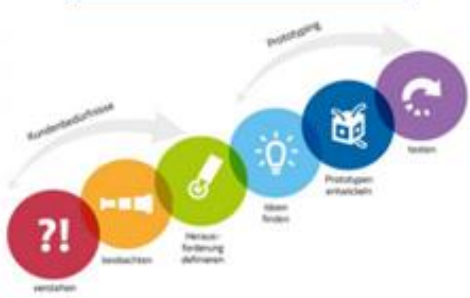 Prototyping
Kundenbedürfnisse
?!
verstehen
beobachten
Heraus-
forderung
definieren
Ideen
finden
Prototypen
entwickeln
testen